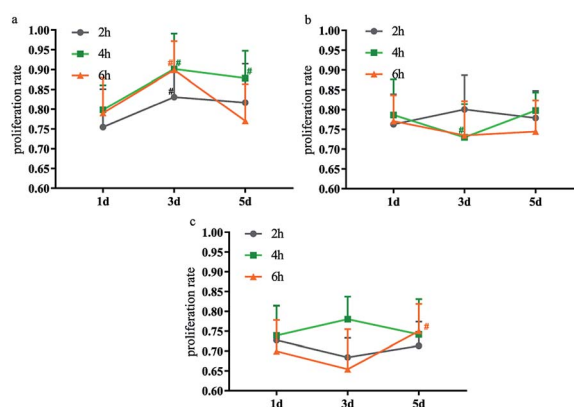 a
1.00
0.95
0.90
0.85
0.80
0.75
0.70
0.65
0.60
proliferation rate
2h
4h
6h
#
#
#
#
1d
3d
5d
b
1.00
0.95
0.90
0.85
0.80
0.75
0.70
0.65
0.60
proliferation rate
2h
4h
6h
#
1d
3d
5d
c
1.00
0.95
0.90
0.85
0.80
0.75
0.70
0.65
0.60
proliferation rate
2h
4h
6h
#
1d
3d
5d